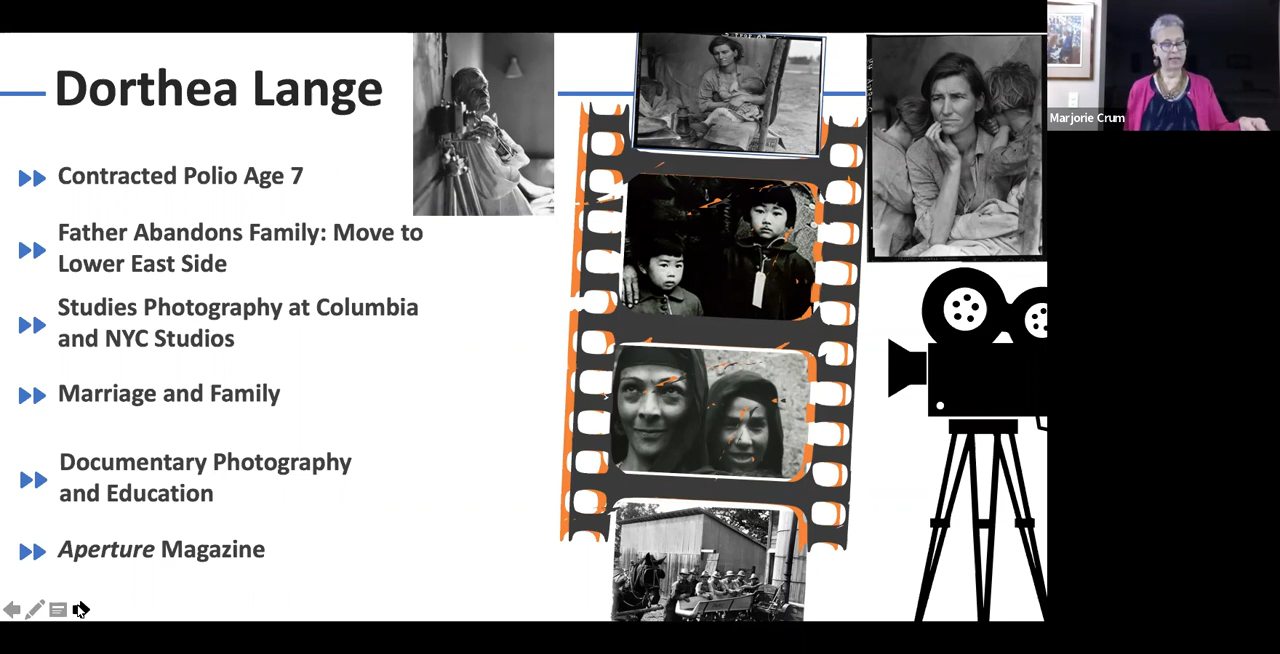 Dorthea Lange
Contracted Polio Age 7
Father Abandons Family: Move to
Lower East Side
Studies Photography at Columbia
and NYC Studios
Marriage and Family
Documentary Photography
and Education
Aperture Magazine
Marjorie Crum